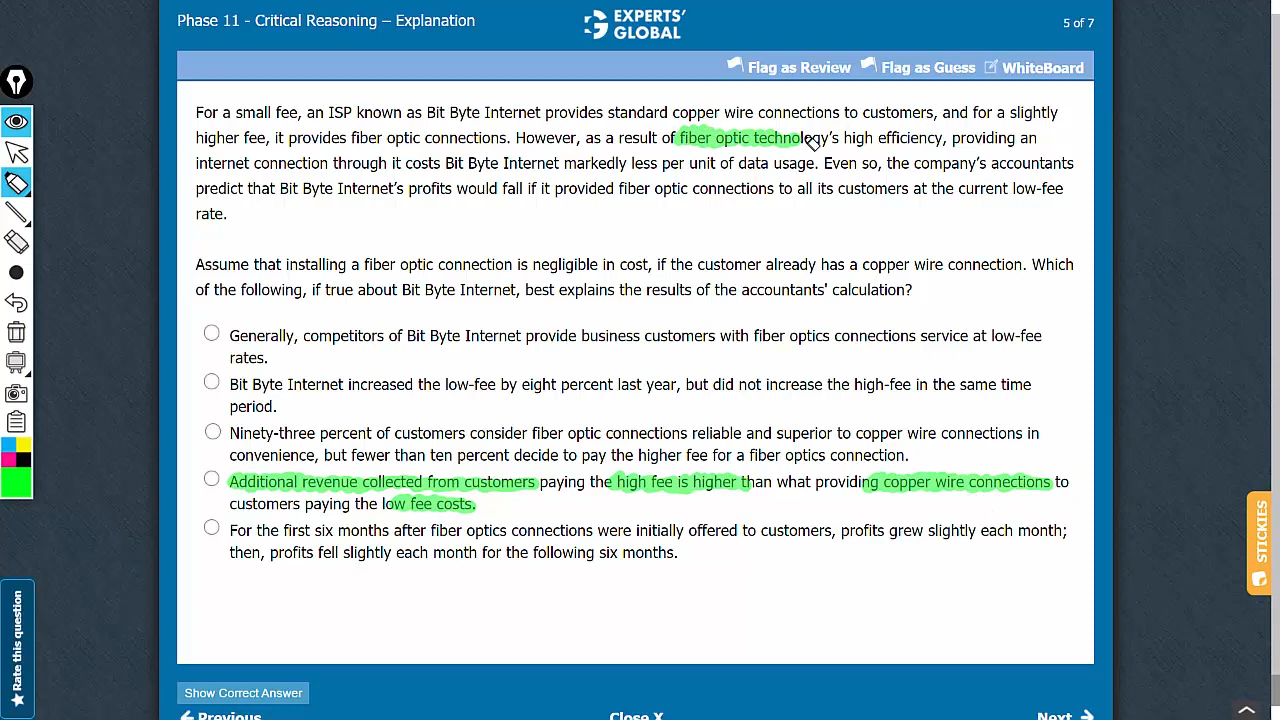 Phase 11 - Critical Reasoning – Explanation
EXPERTS'
GLOBAL
5 of 7
Flag as Review
Flag as Guess
WhiteBoard
For a small fee, an ISP known as Bit Byte Internet provides standard copper wire connections to customers, and for a slightly
higher fee, it provides fiber optic connections. However, as a result of fiber optic technology's high efficiency, providing an
internet connection through it costs Bit Byte Internet markedly less per unit of data usage. Even so, the company's accountants
predict that Bit Byte Internet's profits would fall if it provided fiber optic connections to all its customers at the current low-fee
rate.
Assume that installing a fiber optic connection is negligible in cost, if the customer already has a copper wire connection. Which
of the following, if true about Bit Byte Internet, best explains the results of the accountants' calculation?
Generally, competitors of Bit Byte Internet provide business customers with fiber optics connections service at low-fee
rates.
Bit Byte Internet increased the low-fee by eight percent last year, but did not increase the high-fee in the same time
period.
Ninety-three percent of customers consider fiber optic connections reliable and superior to copper wire connections in
convenience, but fewer than ten percent decide to pay the higher fee for a fiber optics connection.
Additional revenue collected from customers paying the high fee is higher than what providing copper wire connections to
customers paying the low fee costs.
For the first six months after fiber optics connections were initially offered to customers, profits grew slightly each month;
then, profits fell slightly each month for the following six months.
STICKIES
Rate this question
Show Correct Answer
Previous
Close X
Next